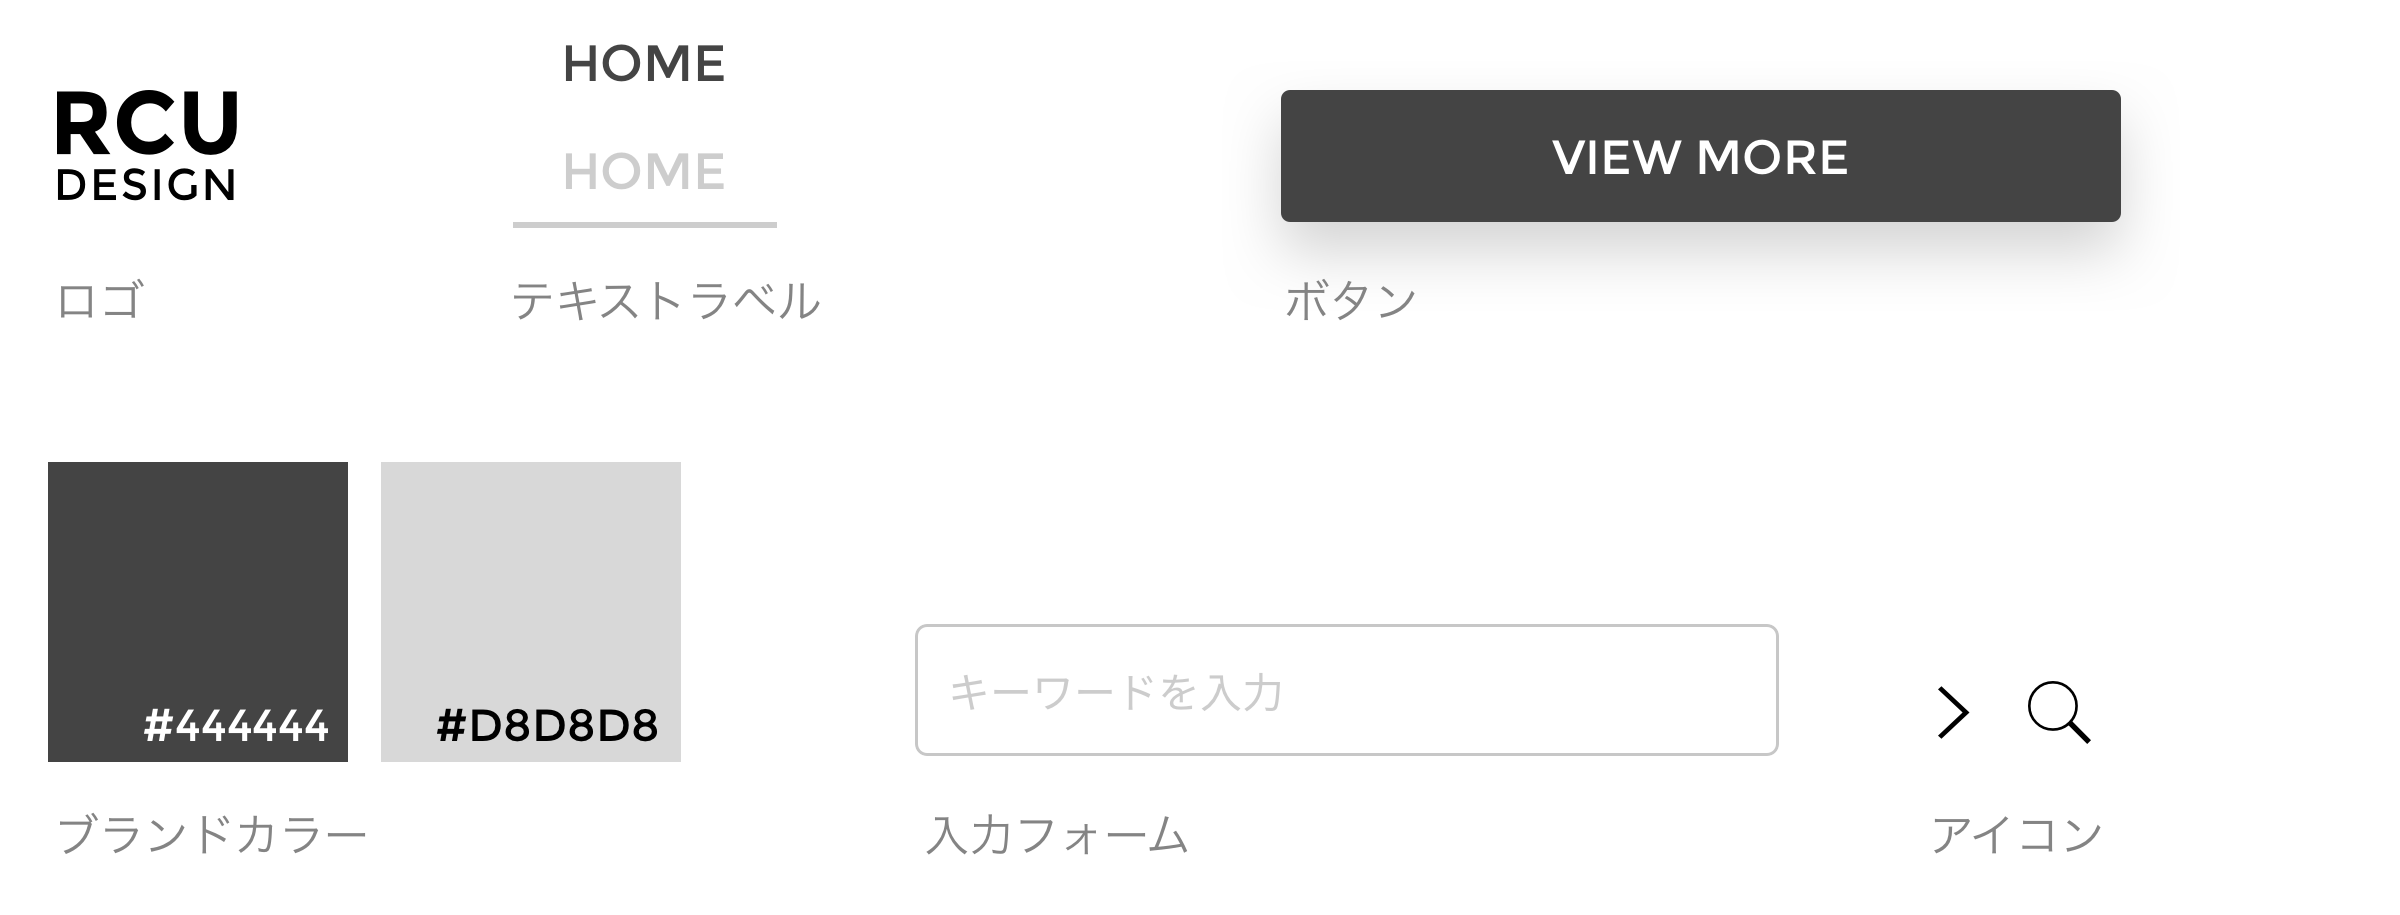 RCU
DESIGN
ロゴ
HOME
HOME
テキストラベル
VIEW MORE
ボタン
#444444
#D8D8D8
ブランドカラー
キーワードを入力
入力フォーム
アイコン